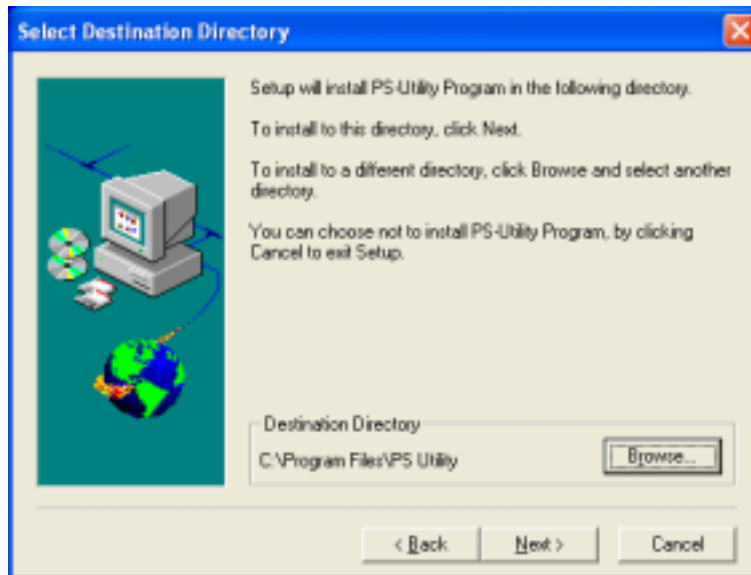 Select Destination Directory
Setup will install PS-Utility Program in the following directory.
To install to this directory, click Next.
To install to a different directory, click Browse and select another
directory.
You can choose not to install PS-Utility Program, by clicking
Cancel to exit Setup.
Destination Directory
C:\Program Files\PS Utility
Browse...
< Back
Next >
Cancel